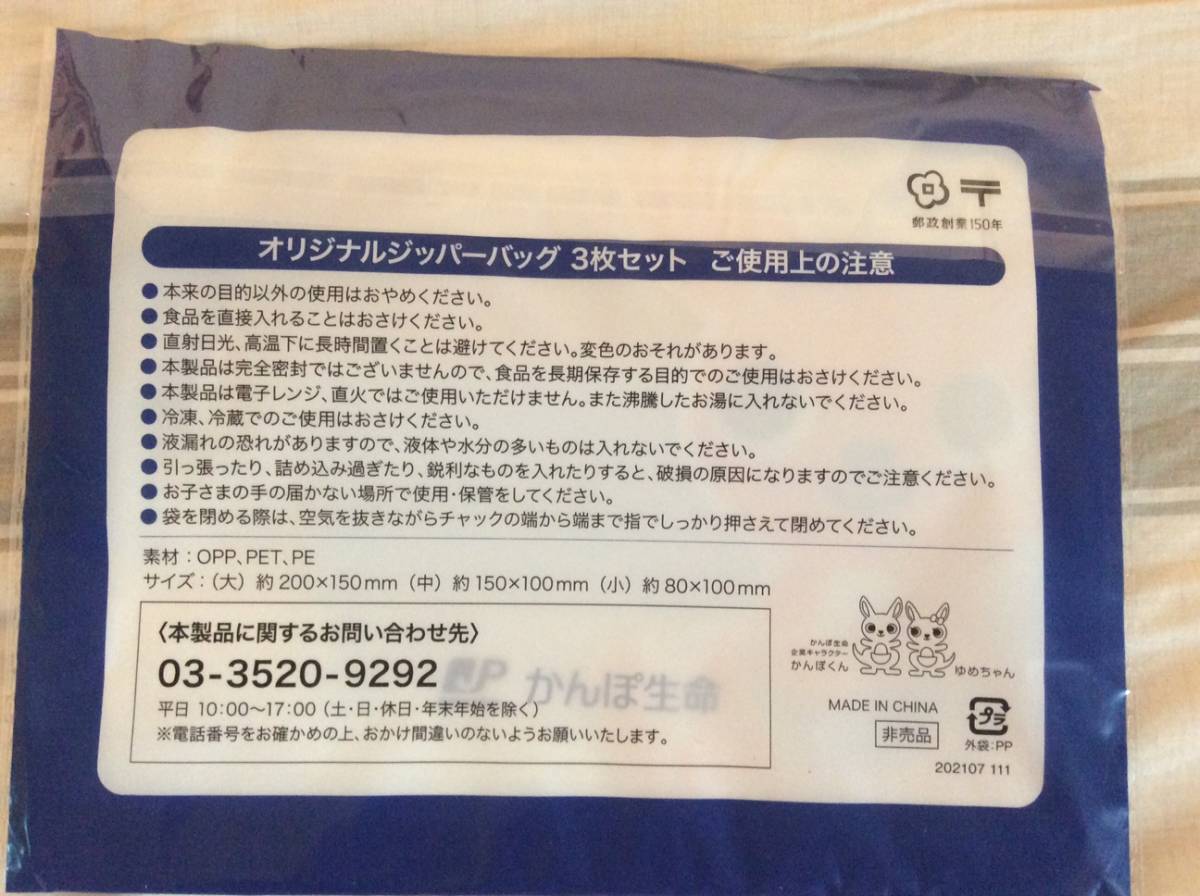 郵政創業150年
オリジナルジッパーバッグ 3枚セット ご使用上の注意
●本来の目的以外の使用はおやめください。
●食品を直接入れることはおさけください。
●直射日光、高温下に長時間置くことは避けてください。変色のおそれがあります。
●本製品は完全密封ではございませんので、食品を長期保存する目的でのご使用はおさけください。
●本製品は電子レンジ、直火ではご使用いただけません。また沸騰したお湯に入れないでください。
●冷凍、冷蔵でのご使用はおさけください。
●液漏れの恐れがありますので、液体や水分の多いものは入れないでください。
●引っ張ったり、詰め込み過ぎたり、鋭利なものを入れたりすると、破損の原因になりますのでご注意ください。
●お子さまの手の届かない場所で使用・保管をしてください。
●袋を閉める際は、空気を抜きながらチャックの端から端まで指でしっかり押さえて閉めてください。
素材：OPP、PET、PE
サイズ：（大）約200×150mm（中）約150×100mm（小）約80×100mm
〈本製品に関するお問い合わせ先〉
03-3520-9292
JP かんぽ生命
平日 10:00〜17:00（土・日・休日・年末年始を除く）
※電話番号をお確かめの上、おかけ間違いのないようお願いいたします。
かんぽ生命
企業キャラクター
かんぽくん
ゆめちゃん
MADE IN CHINA
非売品
プラ
外袋：PP
202107 111